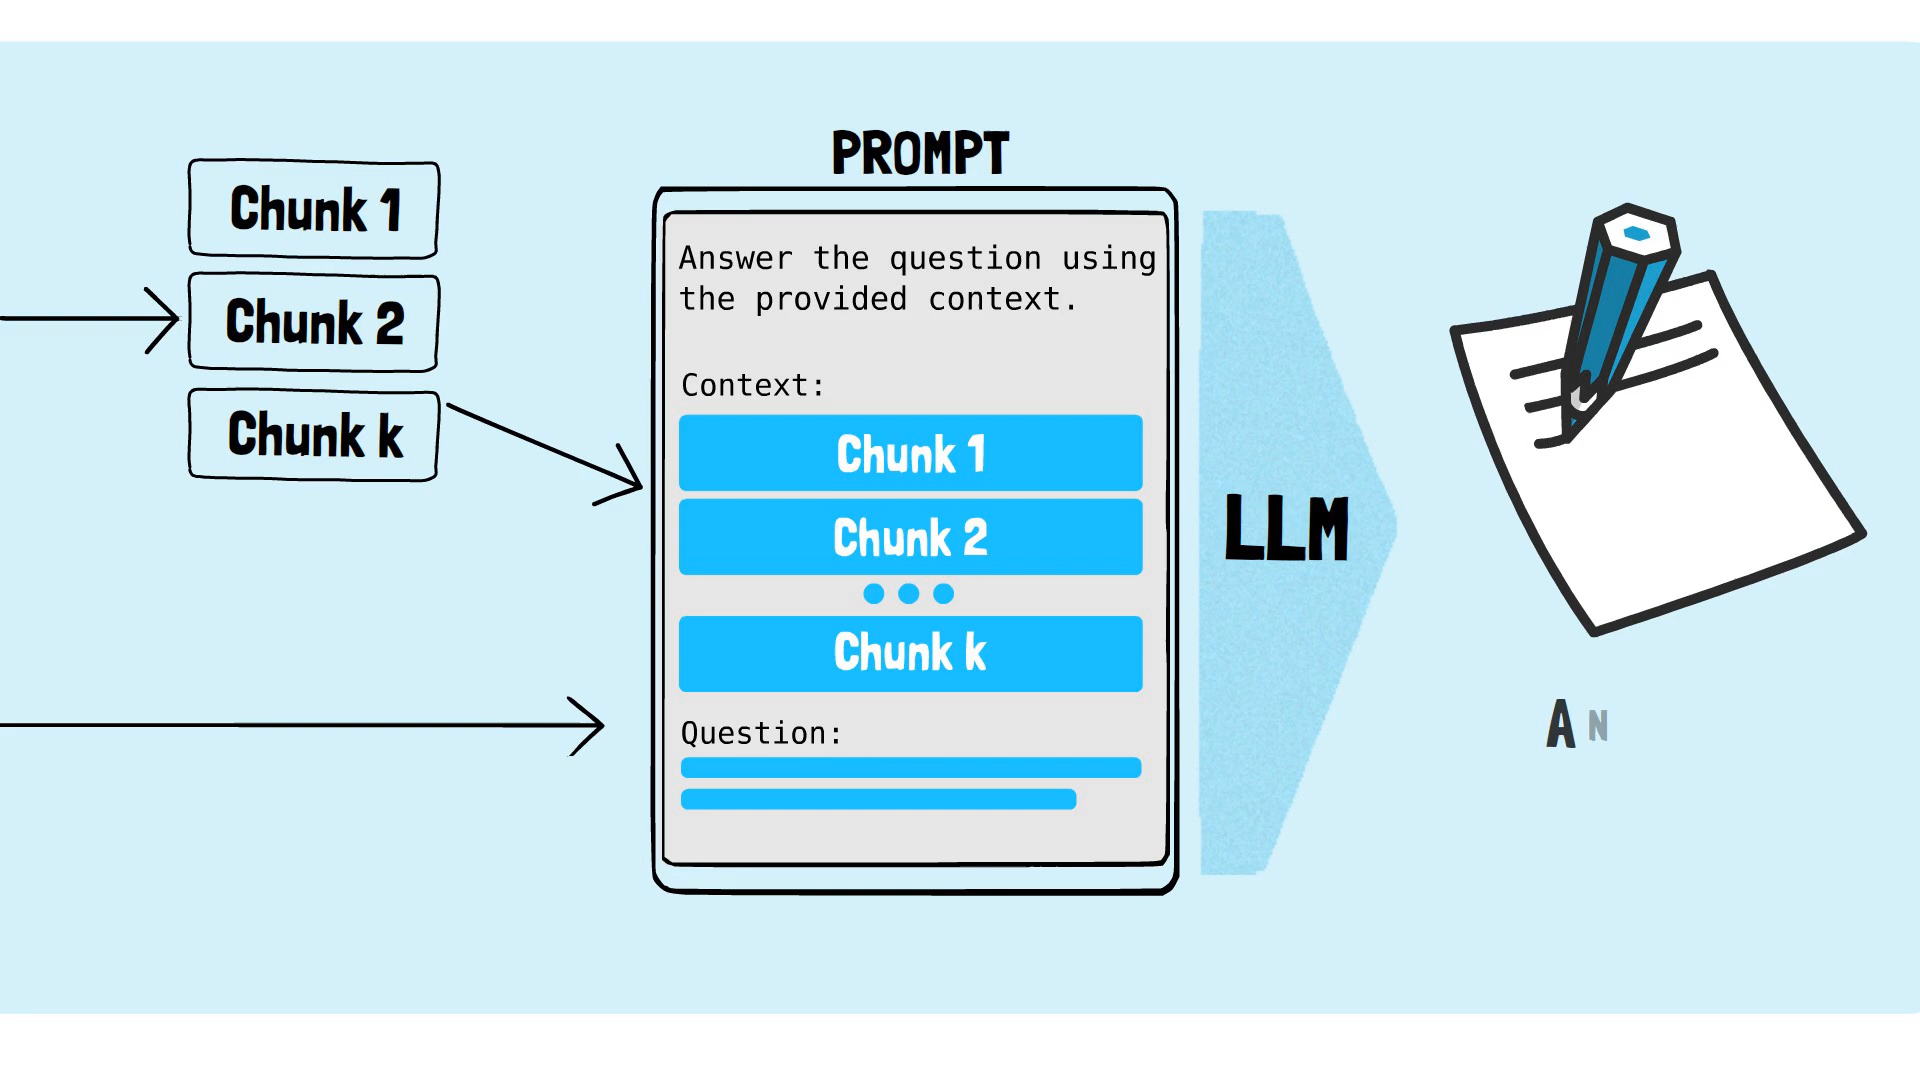 Chunk 1
Chunk 2
Chunk k
PROMPT
Answer the question using
the provided context.
Context:
Chunk 1
Chunk 2
Chunk k
Question:
LLM
AN